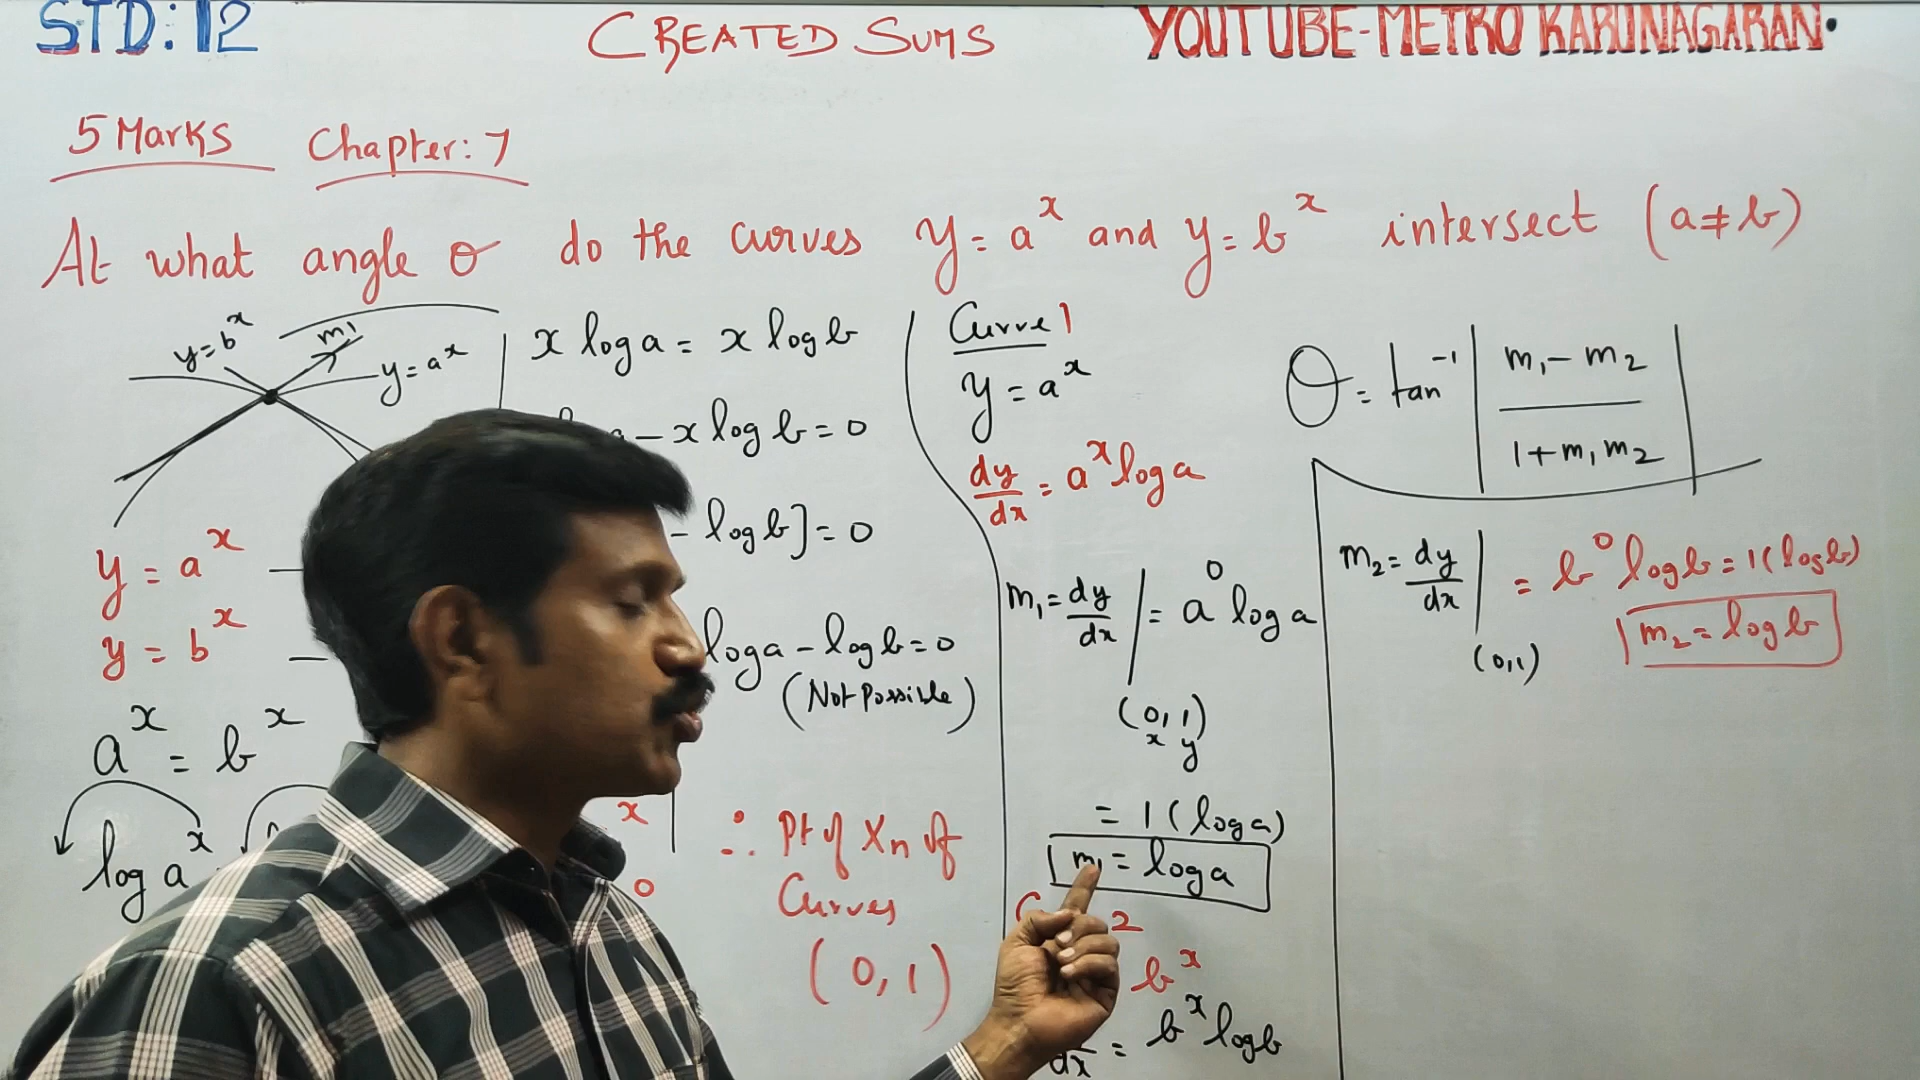 STD: 12
CREATED SUMS
YOUTUBE-METRO KARUNAGARAN.
5 Marks Chapter: 7
At what angle θ do the curves y = a^x and y = b^x intersect (a≠b)
y=b^x
m1
y=a^x
y = a^x
y = b^x
a^x = b^x
log a^x
x log a = x log b
- x log b = 0
- log b] = 0
log a - log b = 0
(Not Possible)
x
0
∴ Pt of Xn of
Curves
(0, 1)
Curve 1
y = a^x
dy/dx = a^x log a
m1 = dy/dx | = a^0 log a
(0, 1)
x y
= 1 (log a)
m1 = log a
2
b^x
dx = b^x log b
θ = tan^-1 | m1 - m2 / 1 + m1 m2 |
m2 = dy/dx | = b^0 log b = 1 (log b)
(0,1)
m2 = log b